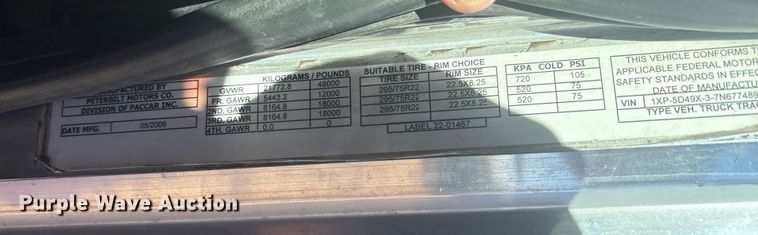 MANUFACTURED BY
PETERBILT MOTORS CO.
DIVISION OF PACCAR INC.
DATE MFG. 05/2006
KILOGRAMS / POUNDS
GVWR 21772.8 48000
FR. GAWR 5443.2 12000
2ND. GAWR 8164.8 18000
3RD. GAWR 8164.8 18000
4TH. GAWR 0.0 0
SUITABLE TIRE - RIM CHOICE
TIRE SIZE RIM SIZE
295/75R22 22.5X8.25
295/75R22 22.5X8.25
295/75R22 22.5X8.25
LABEL 22-01467
KPA COLD PSI
720 105
520 75
520 75
THIS VEHICLE CONFORMS T
APPLICABLE FEDERAL MOTOR
SAFETY STANDARDS IN EFFEC
DATE OF MANUFACTU
VIN 1XP-5D49X-3-7N677489
TYPE VEH. TRUCK TRA
Purple Wave Auction